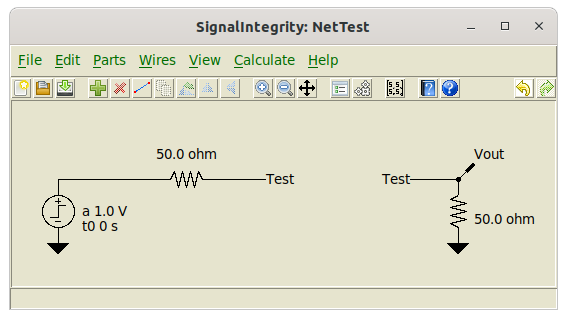 SignalIntegrity: NetTest
File Edit Parts Wires View Calculate Help
50.0 ohm
Vout
Test
Test
a 1.0 V
t0 0 s
50.0 ohm